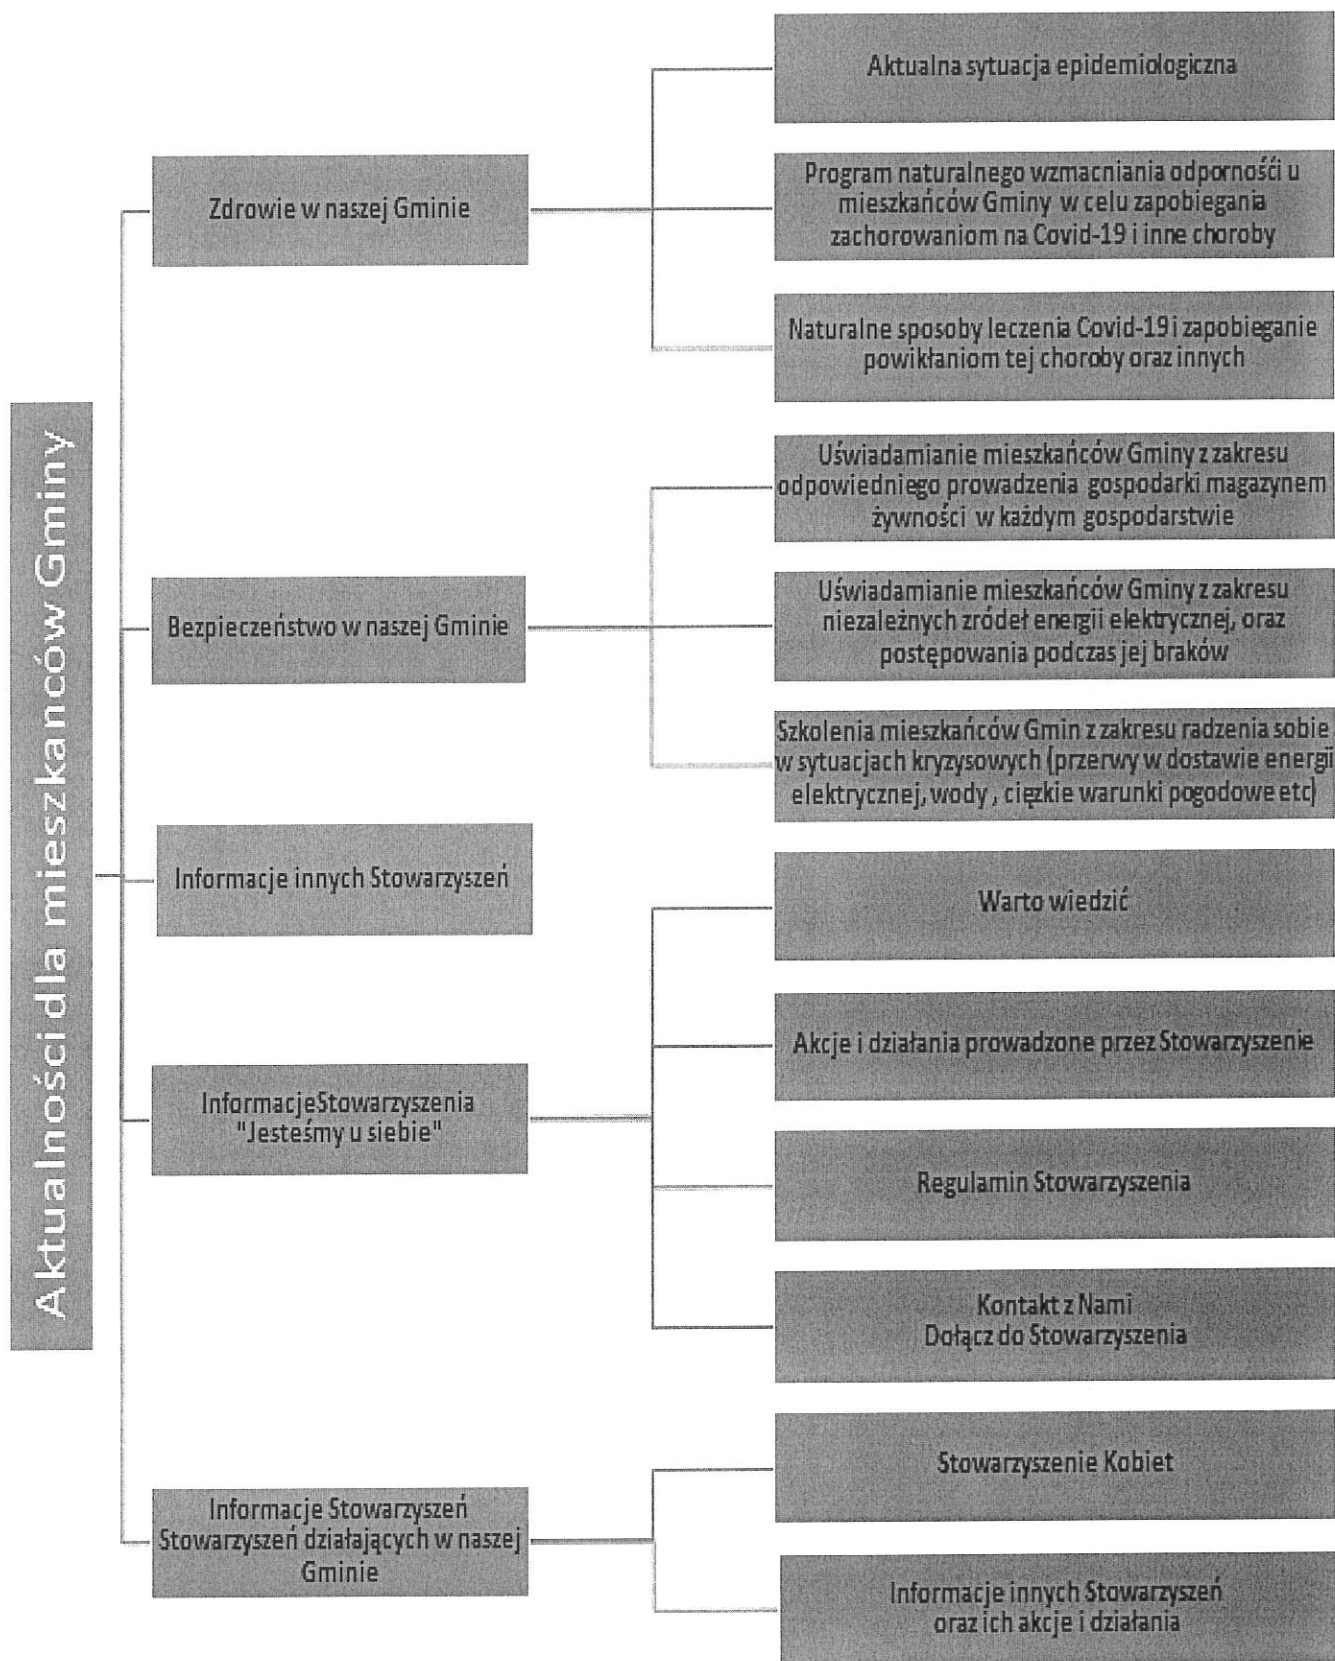 Aktualności dla mieszkańców Gminy
Zdrowie w naszej Gminie
Aktualna sytuacja epidemiologiczna
Program naturalnego wzmacniania odpornośći u
mieszkańców Gminy w celu zapobiegania
zachorowaniom na Covid-19 i inne choroby
Naturalne sposoby leczenia Covid-19 i zapobieganie
powikłaniom tej choroby oraz innych
Bezpieczeństwo w naszej Gminie
Uświadamianie mieszkańców Gminy z zakresu
odpowiedniego prowadzenia gospodarki magazynem
żywności w każdym gospodarstwie
Uświadamianie mieszkańców Gminy z zakresu
niezależnych zródeł energii elektrycznej, oraz
postępowania podczas jej braków
Szkolenia mieszkańców Gmin z zakresu radzenia sobie
w sytuacjach kryzysowych (przerwy w dostawie energii
elektrycznej, wody , cięzkie warunki pogodowe etc)
Informacje innych Stowarzyszeń
InformacjeStowarzyszenia
"Jesteśmy u siebie"
Warto wiedzić
Akcje i działania prowadzone przez Stowarzyszenie
Regulamin Stowarzyszenia
Kontakt z Nami
Dołącz do Stowarzyszenia
Informacje Stowarzyszeń
Stowarzyszeń działających w naszej
Gminie
Stowarzyszenie Kobiet
Informacje innych Stowarzyszeń
oraz ich akcje i działania